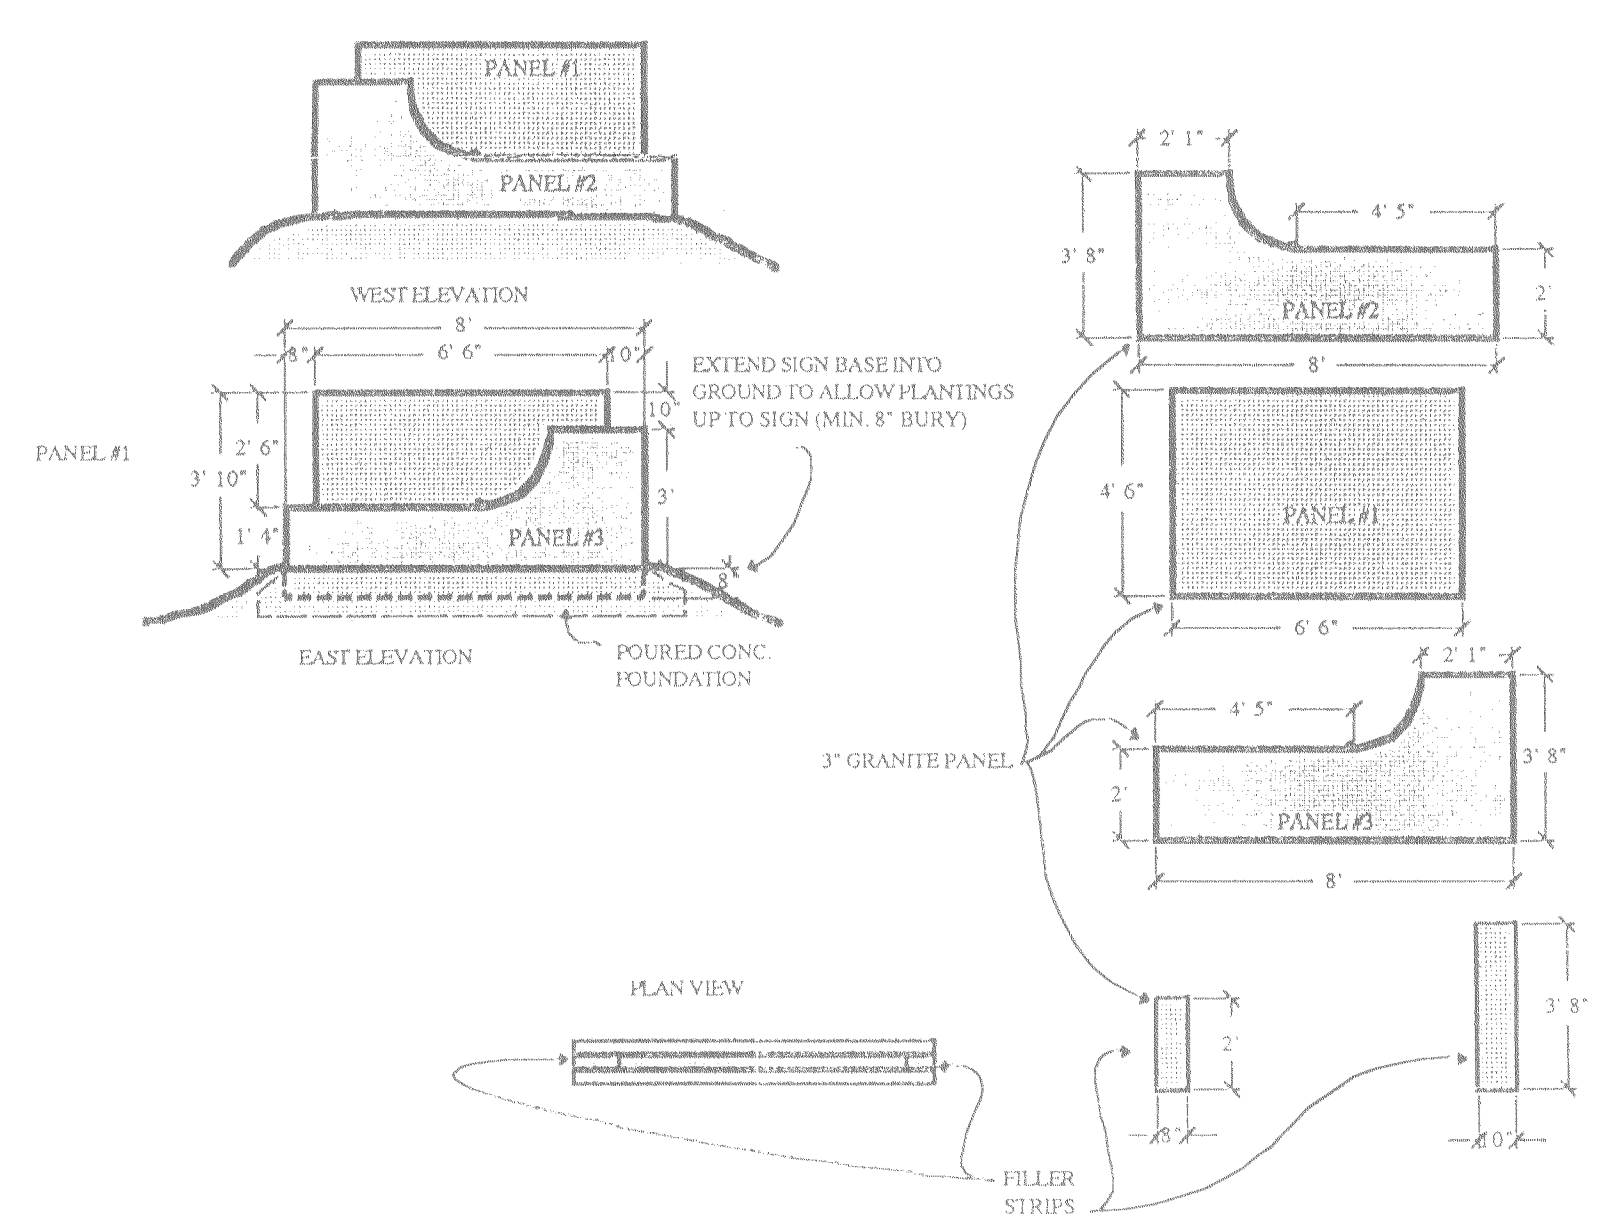 PANEL #1
PANEL #2
WEST ELEVATION
8'
8"
6' 6"
10"
EXTEND SIGN BASE INTO
GROUND TO ALLOW PLANTINGS
UP TO SIGN (MIN. 8" BURY)
10"
PANEL #1
2' 6"
3' 10"
3'
1' 4"
PANEL #3
8"
EAST ELEVATION
POURED CONC.
FOUNDATION
2' 1"
4' 5"
3' 8"
2'
PANEL #2
8'
4' 6"
PANEL #1
6' 6"
2' 1"
4' 5"
3" GRANITE PANEL
3' 8"
2'
PANEL #3
8'
PLAN VIEW
2'
3' 8"
8"
10"
FILLER
STRIPS